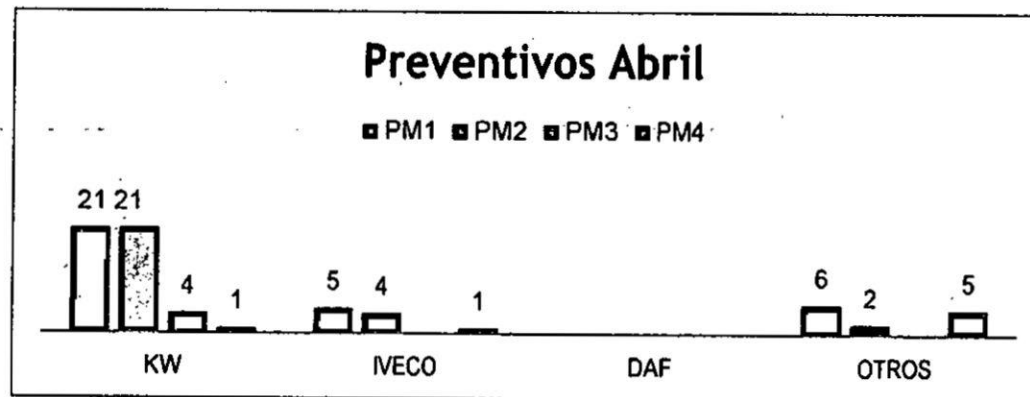 Preventivos Abril
PM1 PM2 PM3 PM4
21 21 4 1 5 4 1 6 2 5
KW IVECO DAF OTROS